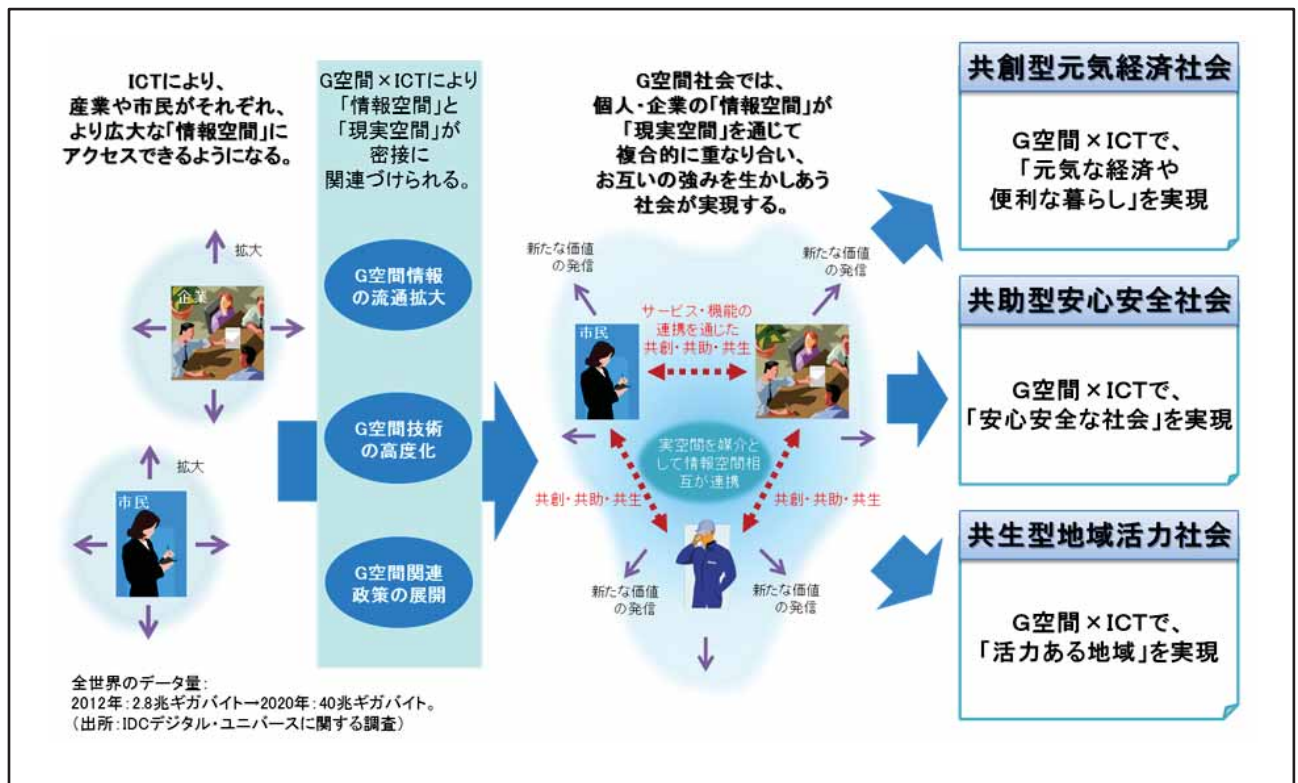 ICTにより、
産業や市民がそれぞれ、
より広大な「情報空間」に
アクセスできるようになる。
拡大
企業
拡大
市民
全世界のデータ量：
2012年：2.8兆ギガバイト→2020年：40兆ギガバイト。
（出所：IDCデジタル・ユニバースに関する調査）
G空間×ICTにより
「情報空間」と
「現実空間」が
密接に
関連づけられる。
G空間情報
の流通拡大
G空間技術
の高度化
G空間関連
政策の展開
G空間社会では、
個人・企業の「情報空間」が
「現実空間」を通じて
複合的に重なり合い、
お互いの強みを生かしあう
社会が実現する。
新たな価値
の発信
新たな価値
の発信
市民
サービス・機能の
連携を通じた
共創・共助・共生
実空間を媒介と
して情報空間相
互が連携
共創・共助・共生
共創・共助・共生
新たな価値
の発信
新たな価値
の発信
共創型元気経済社会
G空間×ICTで、
「元気な経済や
便利な暮らし」を実現
共助型安心安全社会
G空間×ICTで、
「安心安全な社会」を実現
共生型地域活力社会
G空間×ICTで、
「活力ある地域」を実現